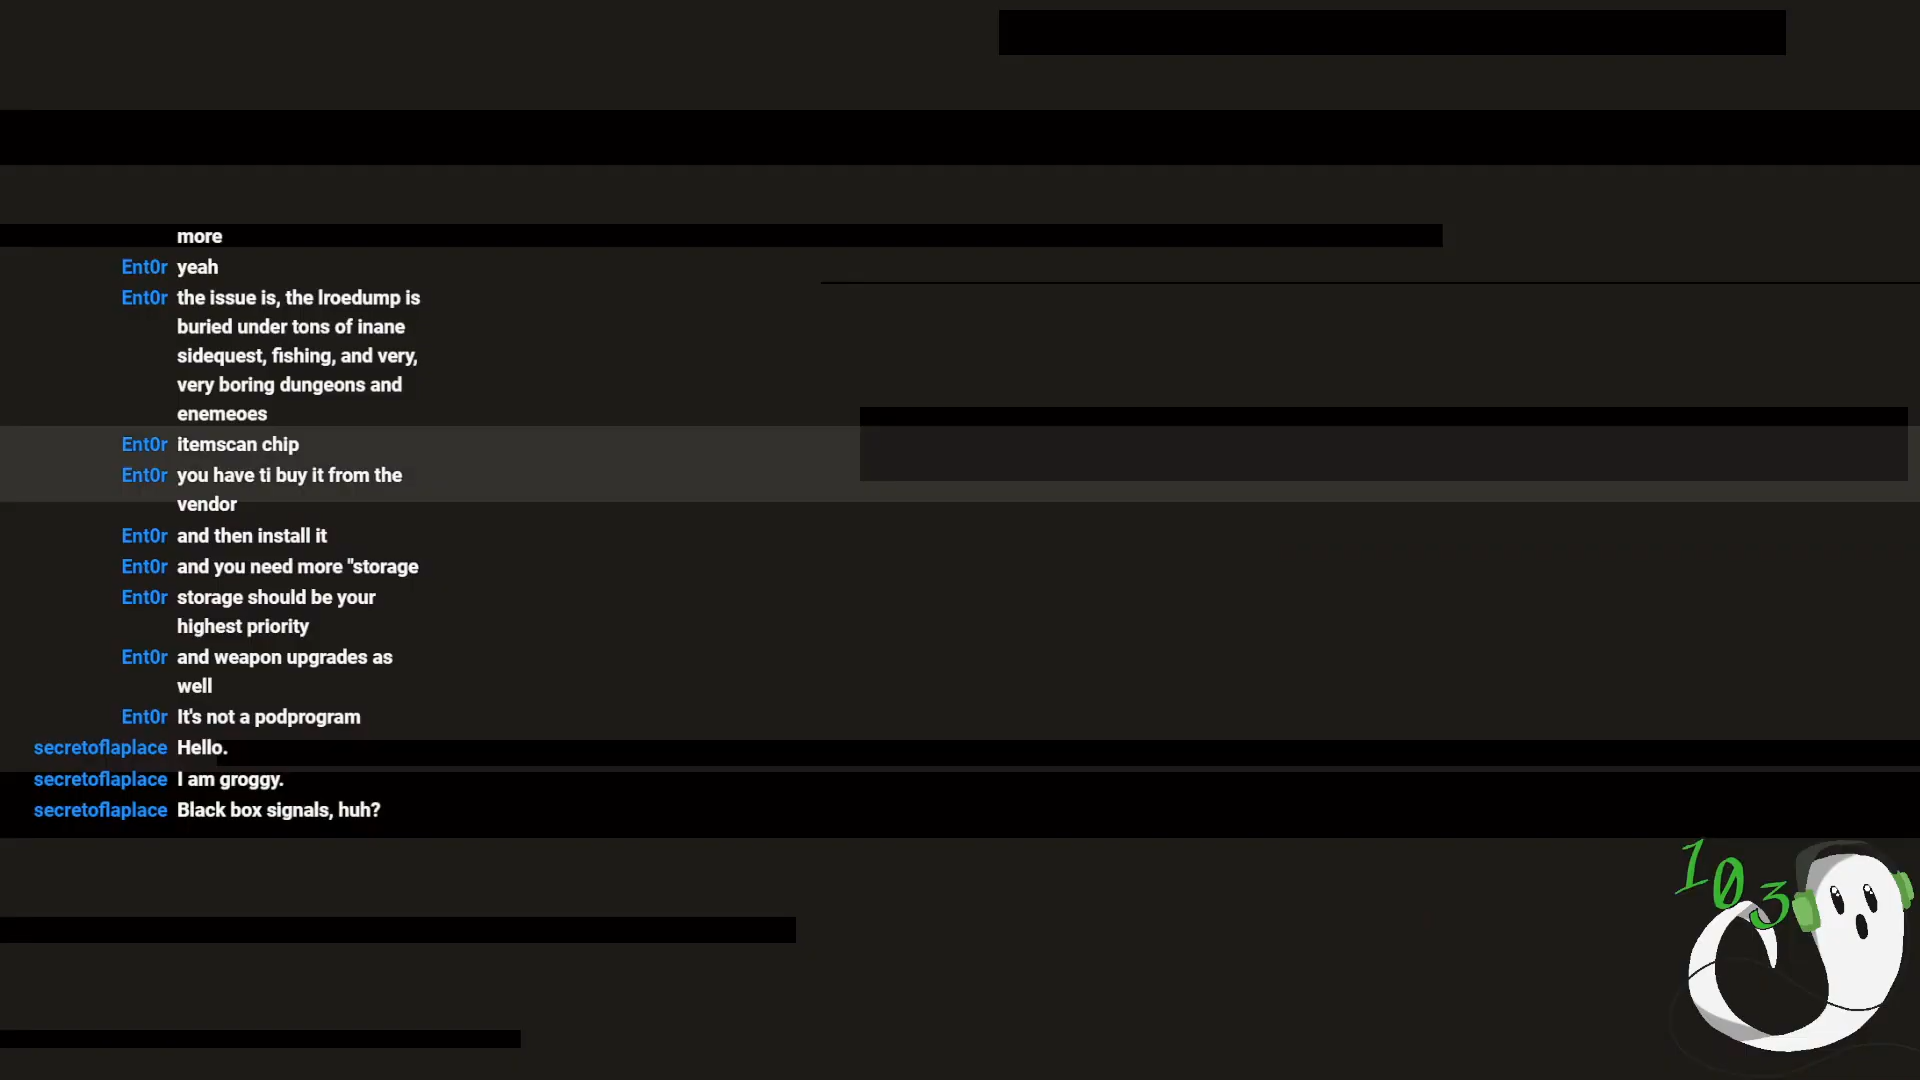 more
Ent0r yeah
Ent0r the issue is, the lroedump is
buried under tons of inane
sidequest, fishing, and very,
very boring dungeons and
enemeoes
Ent0r itemscan chip
Ent0r you have ti buy it from the
vendor
Ent0r and then install it
Ent0r and you need more "storage
Ent0r storage should be your
highest priority
Ent0r and weapon upgrades as
well
Ent0r It's not a podprogram
secretoflaplace Hello.
secretoflaplace I am groggy.
secretoflaplace Black box signals, huh?
103